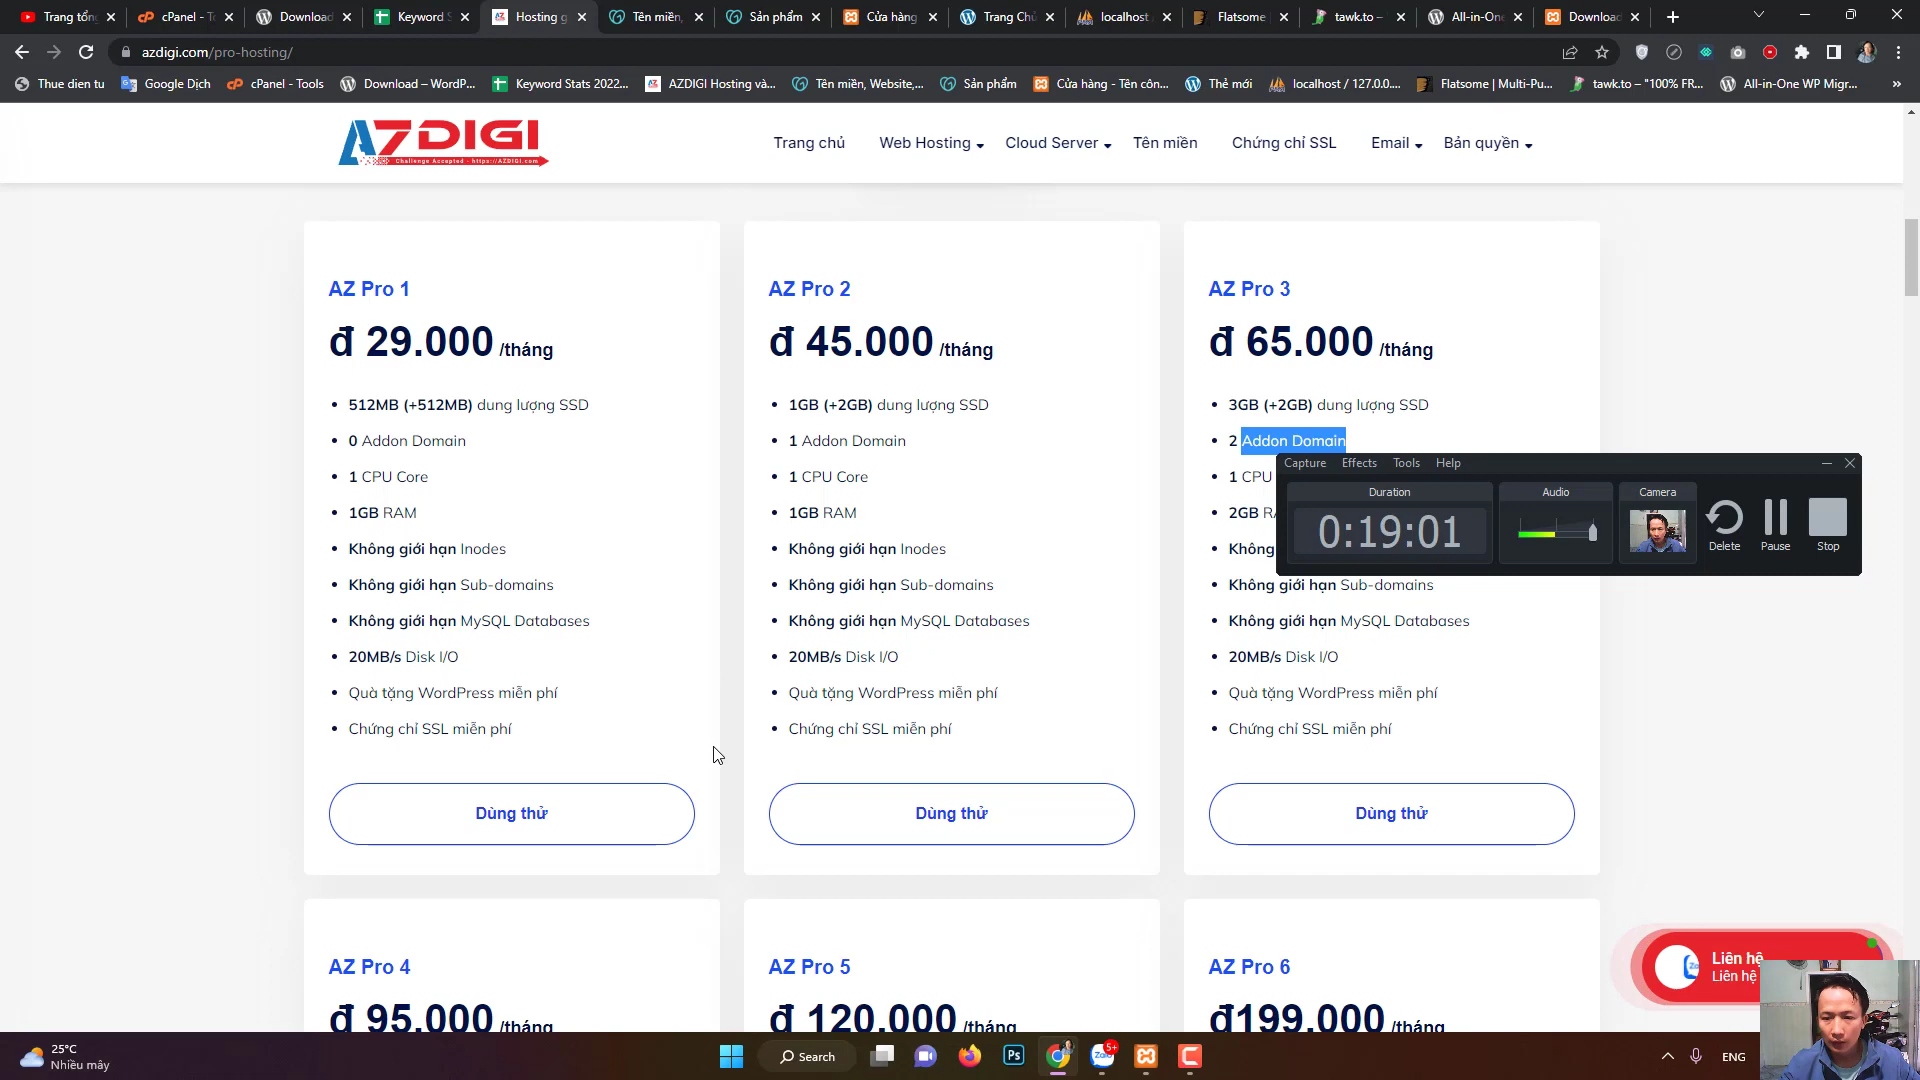 Trang tổn
cPanel - To
Download
Keyword S
Hosting g
Tên miền,
Sản phẩm
Cửa hàng
Trang Chủ
localhost
Flatsome
tawk.to –
All-in-One
Download
azdigi.com/pro-hosting/
Thue dien tu
Google Dịch
cPanel - Tools
Download – WordP...
Keyword Stats 2022...
AZDIGI Hosting và...
Tên miền, Website,...
Sản phẩm
Cửa hàng - Tên côn...
Thẻ mới
localhost / 127.0.0....
Flatsome | Multi-Pu...
tawk.to – "100% FR...
All-in-One WP Migr...
AZDIGI
Challenge Accepted - https://AZDIGI.com
Trang chủ
Web Hosting
Cloud Server
Tên miền
Chứng chỉ SSL
Email
Bản quyền
AZ Pro 1
đ 29.000 /tháng
512MB (+512MB) dung lượng SSD
0 Addon Domain
1 CPU Core
1GB RAM
Không giới hạn Inodes
Không giới hạn Sub-domains
Không giới hạn MySQL Databases
20MB/s Disk I/O
Quà tặng WordPress miễn phí
Chứng chỉ SSL miễn phí
Dùng thử
AZ Pro 2
đ 45.000 /tháng
1GB (+2GB) dung lượng SSD
1 Addon Domain
1 CPU Core
1GB RAM
Không giới hạn Inodes
Không giới hạn Sub-domains
Không giới hạn MySQL Databases
20MB/s Disk I/O
Quà tặng WordPress miễn phí
Chứng chỉ SSL miễn phí
Dùng thử
AZ Pro 3
đ 65.000 /tháng
3GB (+2GB) dung lượng SSD
2 Addon Domain
1 CPU
2GB RA
Không
Không giới hạn Sub-domains
Không giới hạn MySQL Databases
20MB/s Disk I/O
Quà tặng WordPress miễn phí
Chứng chỉ SSL miễn phí
Dùng thử
Capture Effects Tools Help
Duration
0:19:01
Audio
Camera
Delete
Pause
Stop
AZ Pro 4
đ 95.000 /tháng
AZ Pro 5
đ 120.000 /tháng
AZ Pro 6
đ199.000 /tháng
Liên hệ
Liên hệ
25°C
Nhiều mây
Search
Ps
Zalo
5+
ENG